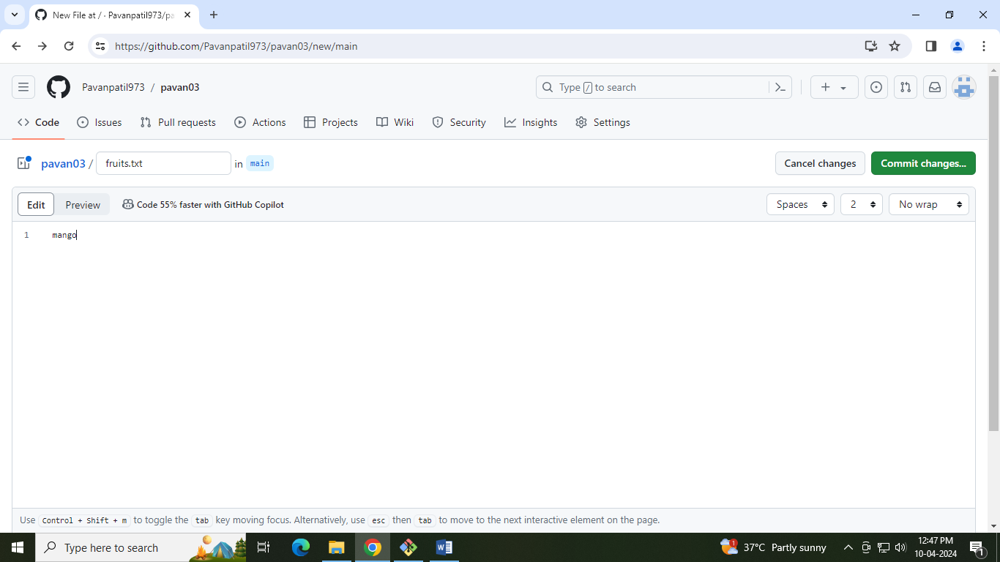 New File at / · Pavanpatil973/pa
https://github.com/Pavanpatil973/pavan03/new/main
Pavanpatil973 / pavan03
Type / to search
Code Issues Pull requests Actions Projects Wiki Security Insights Settings
pavan03 / fruits.txt in main
Cancel changes Commit changes...
Edit Preview Code 55% faster with GitHub Copilot
Spaces 2 No wrap
1 mango
Use Control + Shift + m to toggle the tab key moving focus. Alternatively, use esc then tab to move to the next interactive element on the page.
Type here to search
1 37°C Partly sunny
12:47 PM
10-04-2024
1